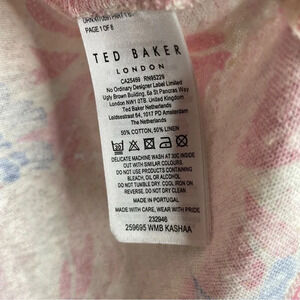 PAGE 1 OF 6
TED BAKER
LONDON
CA25469 RN95229
No Ordinary Designer Label Limited
Ugly Brown Building, 6a St Pancras Way
London NW1 0TB. United Kingdom
Ted Baker Netherlands
Leidsestraat 64, 1017 PD Amsterdam
The Netherlands
50% COTTON, 50% LINEN
DELICATE MACHINE WASH AT 30C INSIDE
OUT WITH SIMILAR COLOURS.
DO NOT USE PRODUCTS CONTAINING
BLEACH, OIL OR ALCOHOL
DO NOT TUMBLE DRY. COOL IRON ON
REVERSE. DO NOT DRY CLEAN
MADE IN PORTUGAL
MADE WITH CARE, WEAR WITH PRIDE
232946
259695 WMB KASHAA